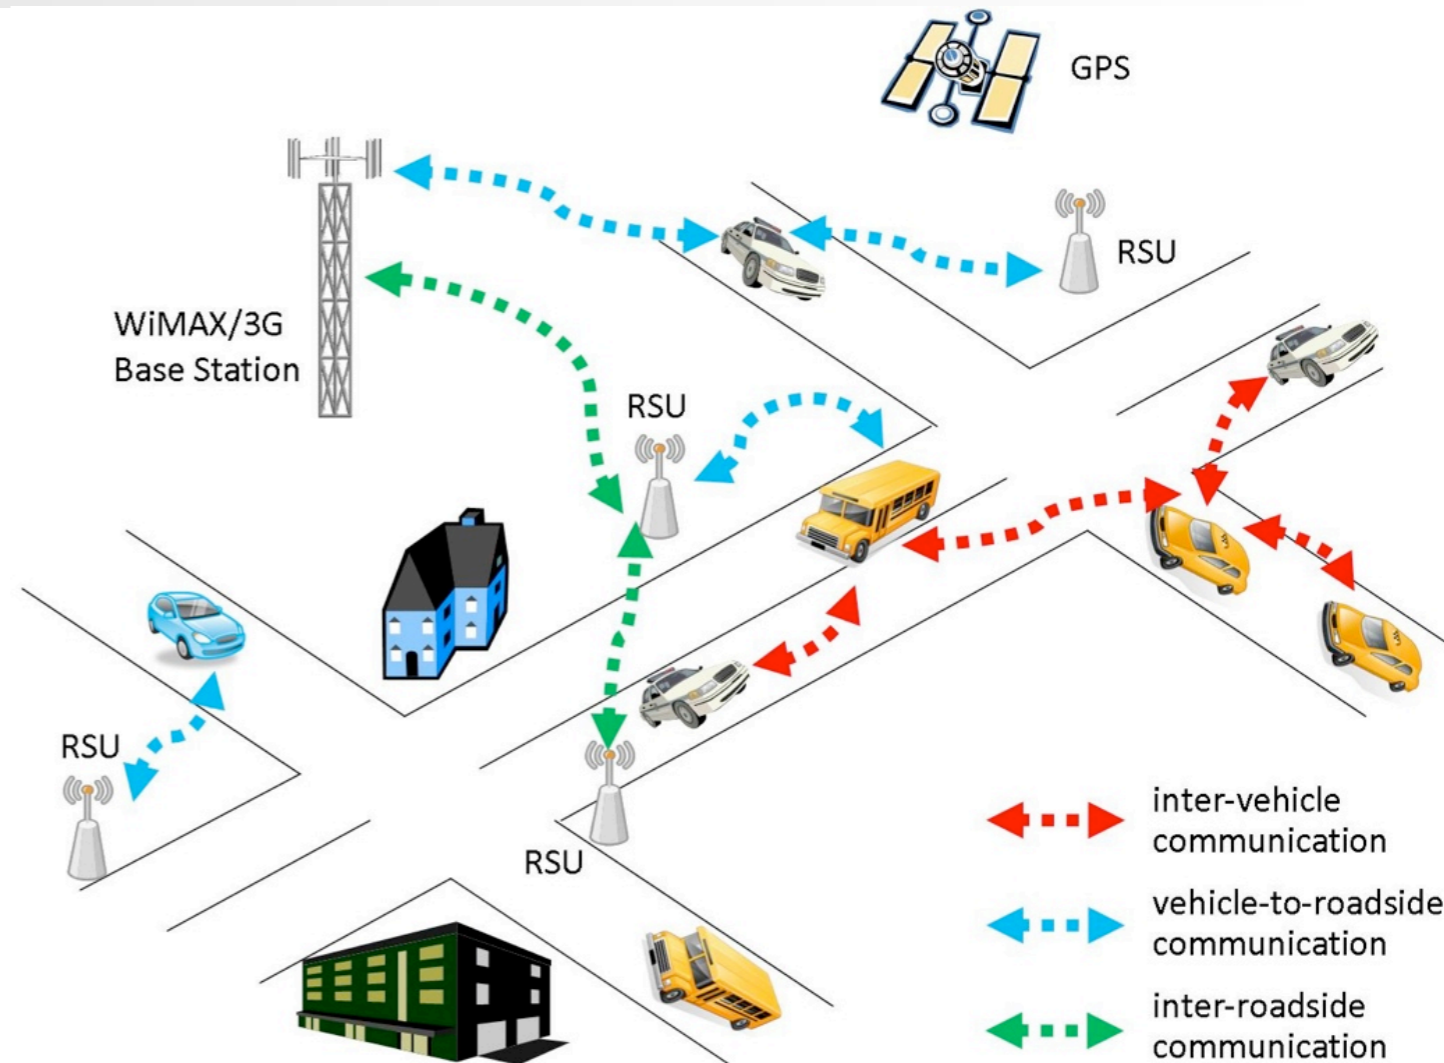 GPS
RSU
WiMAX/3G
Base Station
RSU
RSU
RSU
inter-vehicle
communication
vehicle-to-roadside
communication
inter-roadside
communication